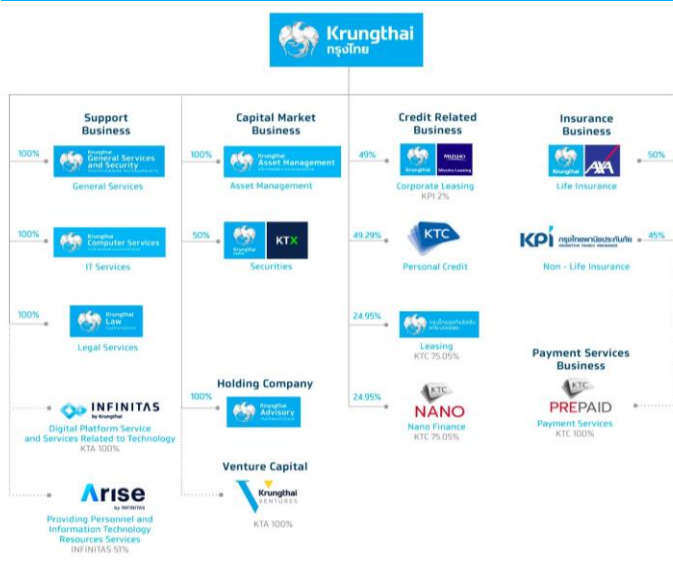 Krungthai
กรุงไทย
Support
Business
100%
Krungthai
General Services
and Security
General Services
100%
Krungthai
Computer Services
IT Services
100%
Krungthai
Law
Legal Services
INFINITAS
by Krungthai
Digital Platform Service
and Services Related to Technology
KTA 100%
Arise
by INFINITAS
Providing Personnel and
Information Technology
Resources Services
INFINITAS 51%
Capital Market
Business
100%
Krungthai
Asset Management
Asset Management
50%
Krungthai
KTX
Securities
Holding Company
100%
Krungthai
Advisory
Venture Capital
Krungthai
VENTURES
KTA 100%
Credit Related
Business
49%
Krungthai
Mizuho Leasing
Corporate Leasing
KPI 2%
49.29%
KTC
Personal Credit
24.95%
Leasing
KTC 75.05%
24.95%
KTC
NANO
Nano Finance
KTC 75.05%
Insurance
Business
Krungthai
AXA
50%
Life Insurance
KPI
กรุงไทยพานิชประกันภัย
45%
Non - Life Insurance
Payment Services
Business
KTC
PREPAID
Payment Services
KTC 100%